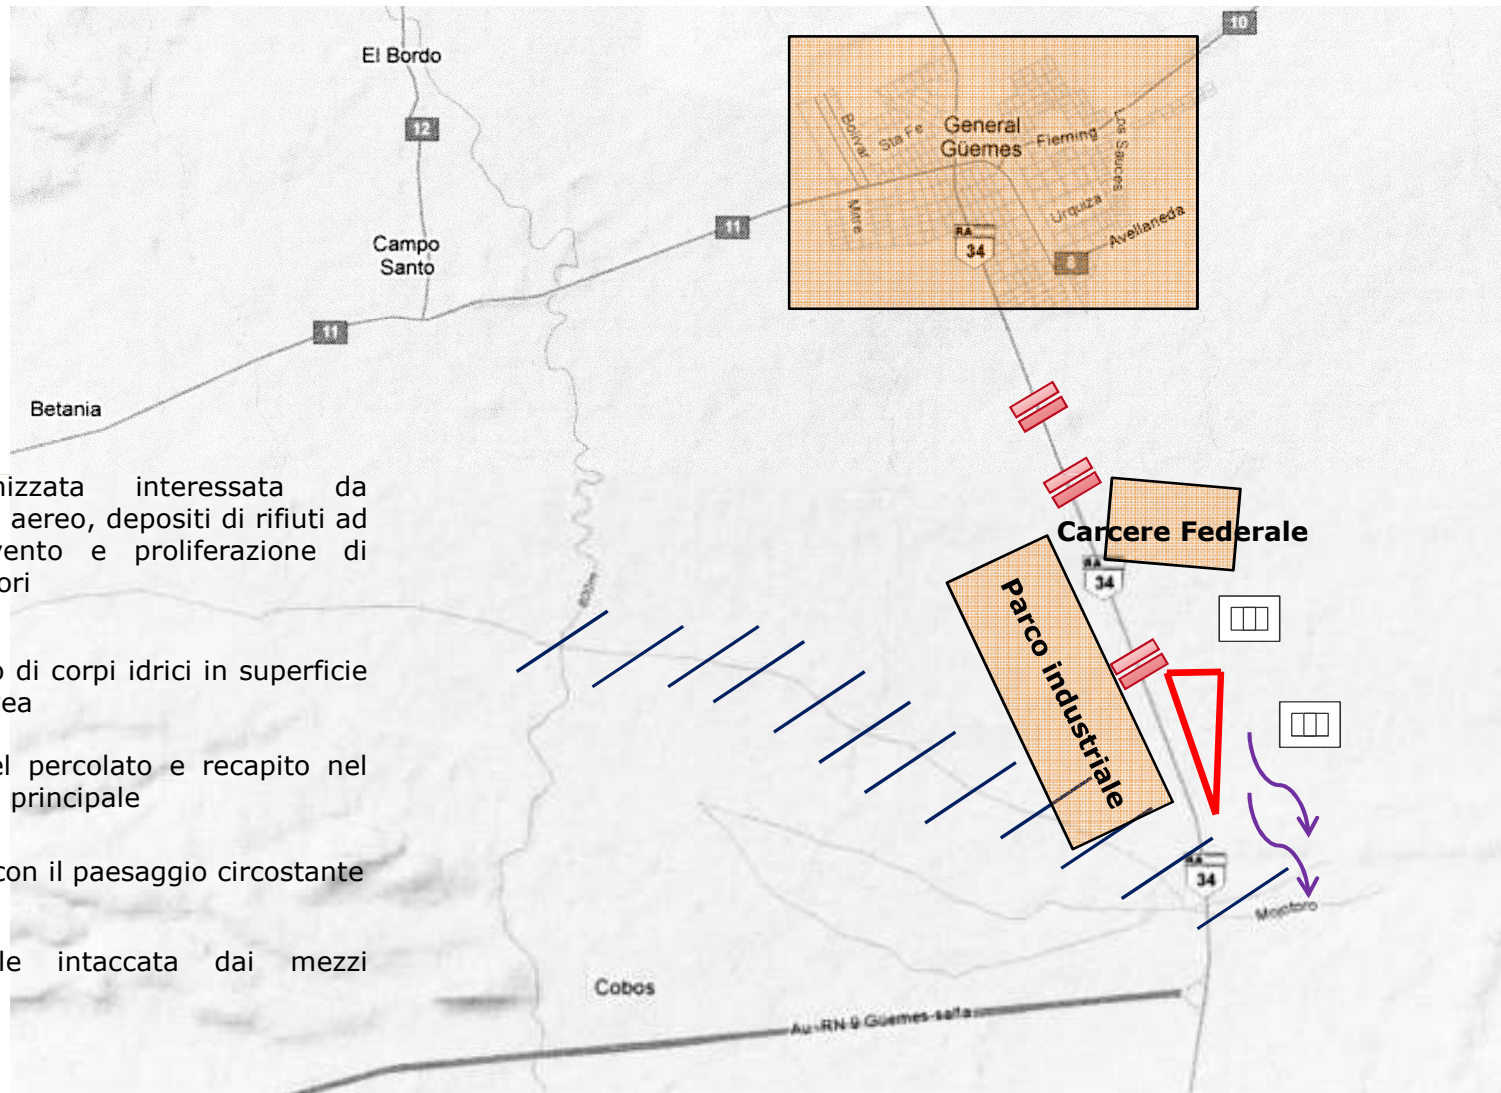 10
El Bordo
12
General
Güemes
Bolivar
Sta Fe
Fleming
Los Sauces
Mitre
Urquiza
Avellaneda
11
RA
34
8
Campo
Santo
11
Betania
nizzata interessata da
aereo, depositi di rifiuti ad
vento e proliferazione di
ori
Carcere Federale
RA
34
600m
Parco industriale
o di corpi idrici in superficie
ea
el percolato e recapito nel
principale
con il paesaggio circostante
RA
34
Mojotoro
le intaccata dai mezzi
Cobos
Au-RN 9 Güemes-salta